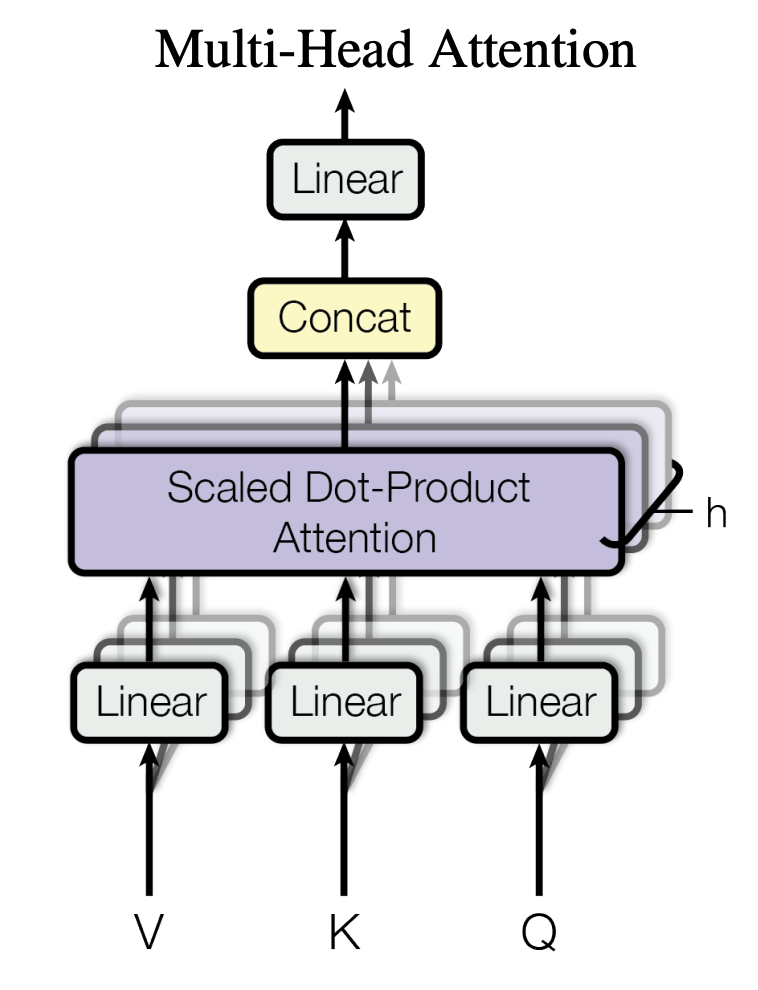 Multi-Head Attention
Linear
Concat
Scaled Dot-Product
Attention
h
Linear Linear Linear
V K Q